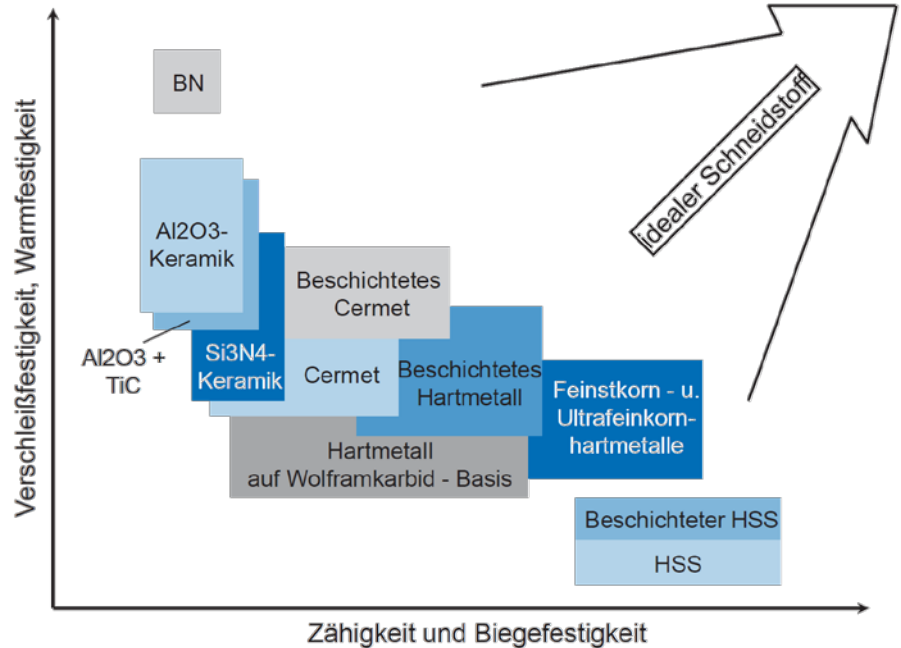 Verschleißfestigkeit, Warmfestigkeit
BN
idealer Schneidstoff
Al2O3-
Keramik
Al2O3 +
TiC
Si3N4-
Keramik
Beschichtetes
Cermet
Cermet
Beschichtetes
Hartmetall
Feinstkorn - u.
Ultrafeinkorn-
hartmetalle
Hartmetall
auf Wolframkarbid - Basis
Beschichteter HSS
HSS
Zähigkeit und Biegefestigkeit